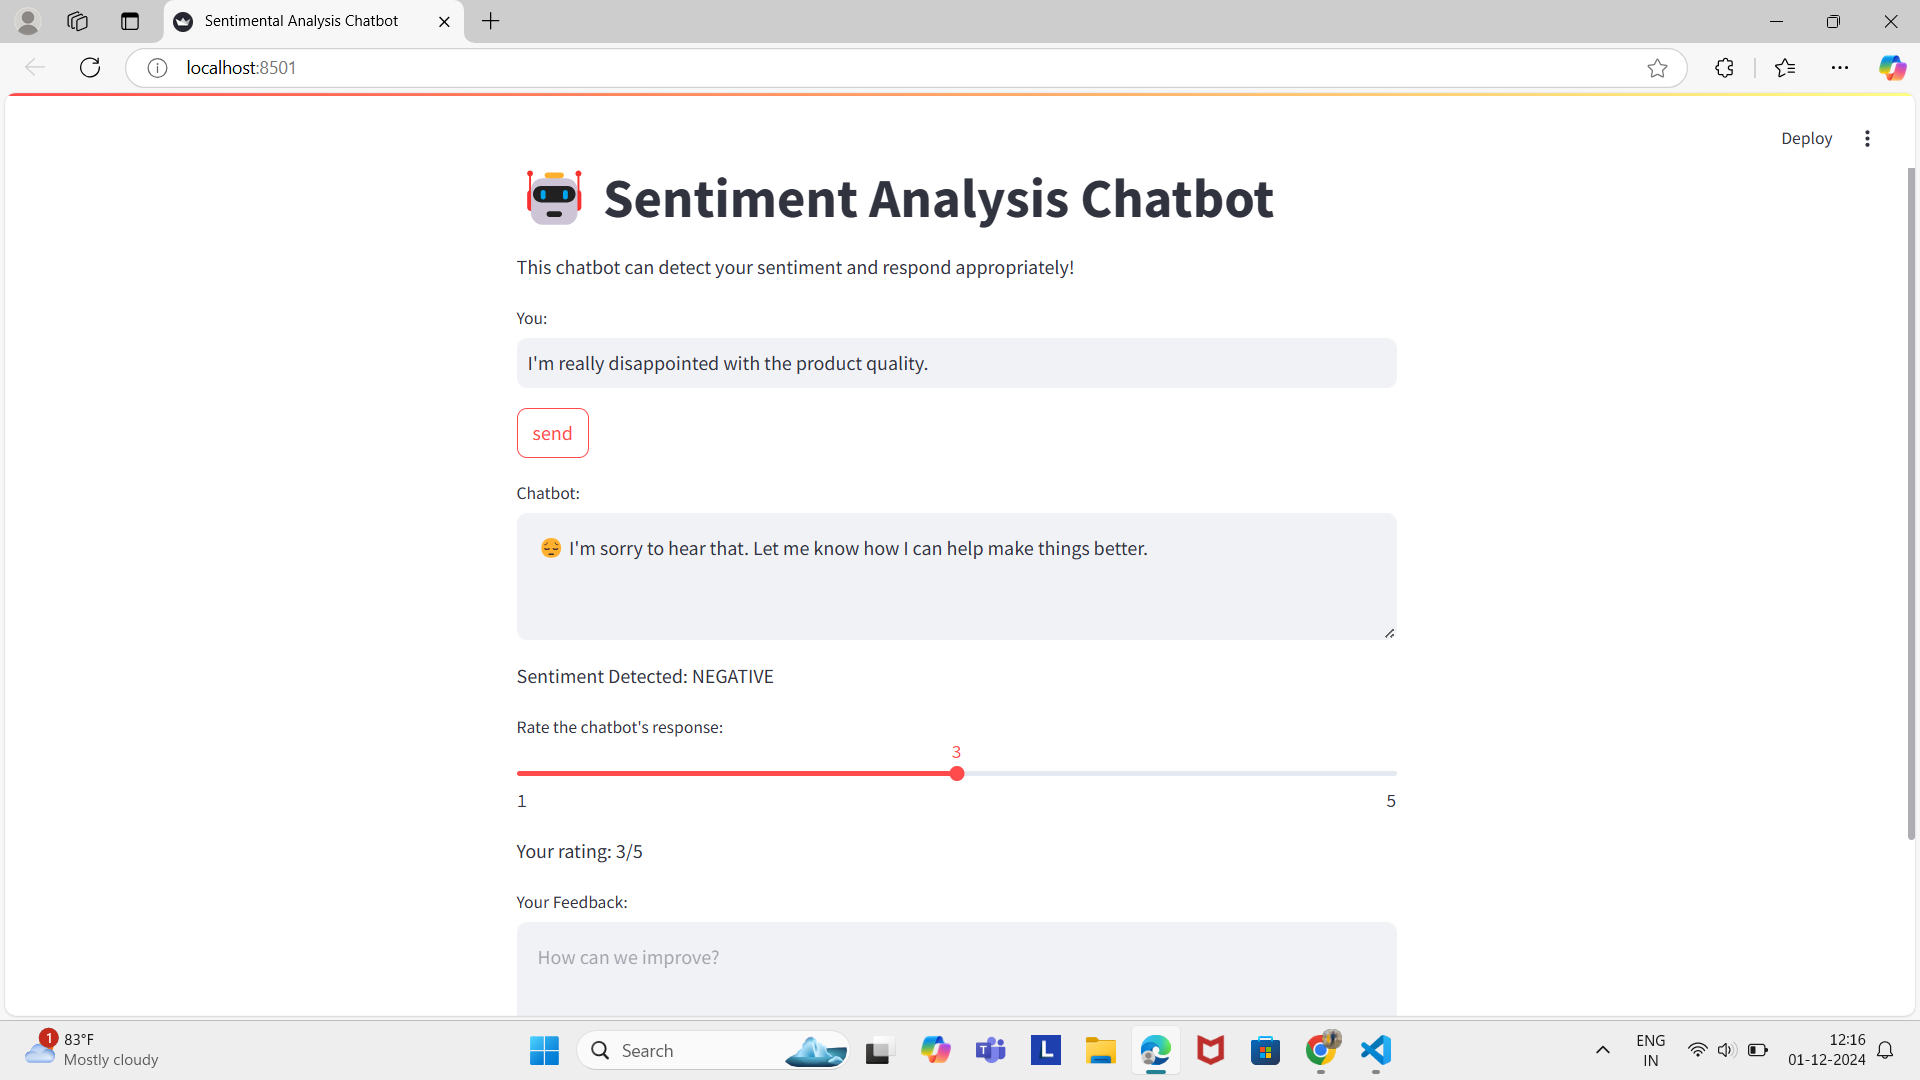 Sentimental Analysis Chatbot
localhost:8501
Deploy
Sentiment Analysis Chatbot
This chatbot can detect your sentiment and respond appropriately!
You:
I'm really disappointed with the product quality.
send
Chatbot:
😔 I'm sorry to hear that. Let me know how I can help make things better.
Sentiment Detected: NEGATIVE
Rate the chatbot's response:
3
1 5
Your rating: 3/5
Your Feedback:
How can we improve?
1
83°F
Mostly cloudy
Search
L
ENG
IN
12:16
01-12-2024